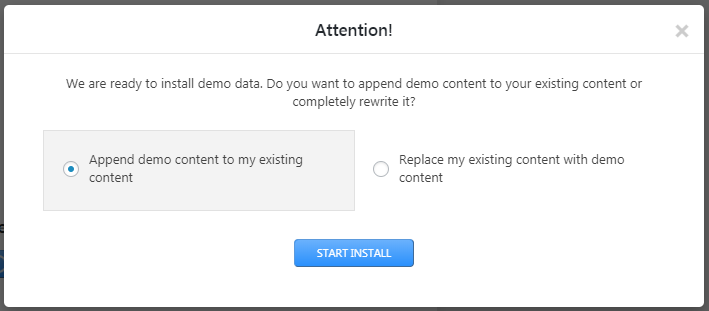 Attention!
We are ready to install demo data. Do you want to append demo content to your existing content or
completely rewrite it?
Append demo content to my existing
content
Replace my existing content with demo
content
START INSTALL